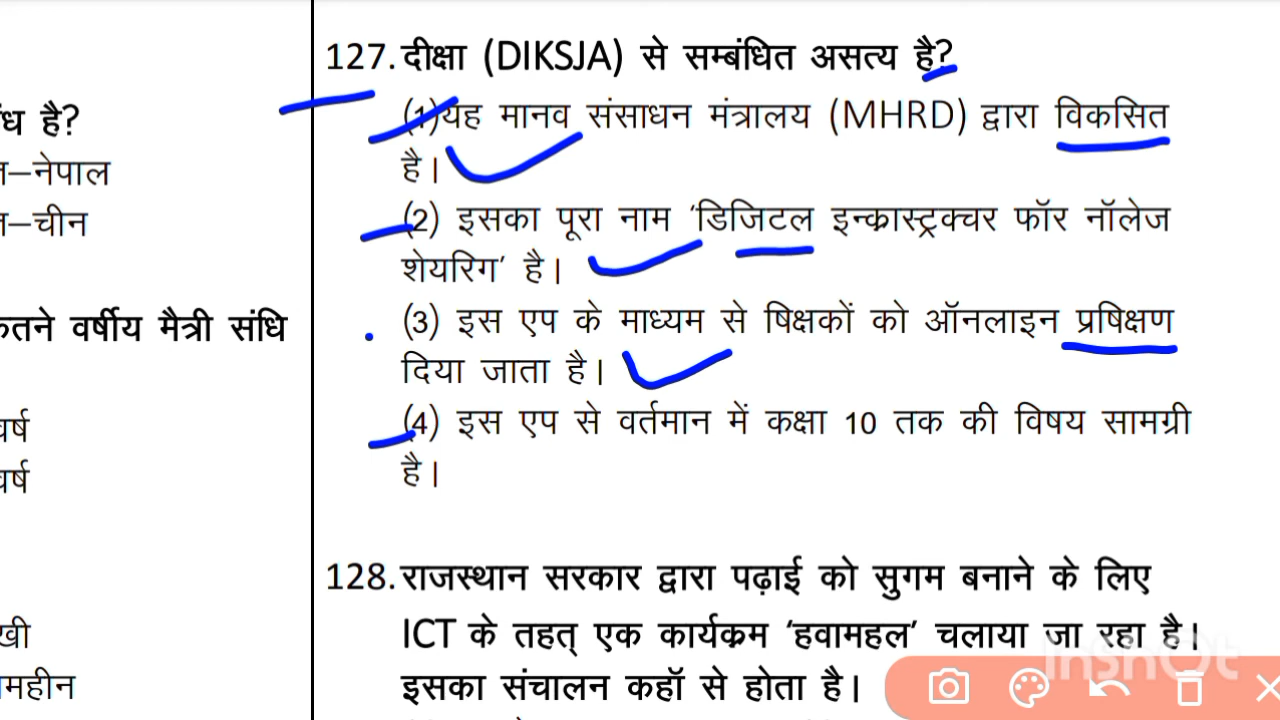 ंध है?
त–नेपाल
त–चीन
कतने वर्षीय मैत्री संधि
वर्ष
वर्ष
खी
ामहीन
127. दीक्षा (DIKSJA) से सम्बंधित असत्य है?
(1)यह मानव संसाधन मंत्रालय (MHRD) द्वारा विकसित
है।
(2) इसका पूरा नाम 'डिजिटल इन्क्रास्ट्रक्चर फॉर नॉलेज
शेयरिग' है।
(3) इस एप के माध्यम से षिक्षकों को ऑनलाइन प्रषिक्षण
दिया जाता है।
(4) इस एप से वर्तमान में कक्षा 10 तक की विषय सामग्री
है।
128. राजस्थान सरकार द्वारा पढ़ाई को सुगम बनाने के लिए
ICT के तहत् एक कार्यक्रम 'हवामहल' चलाया जा रहा है।
इसका संचालन कहॉ से होता है।
InShOt